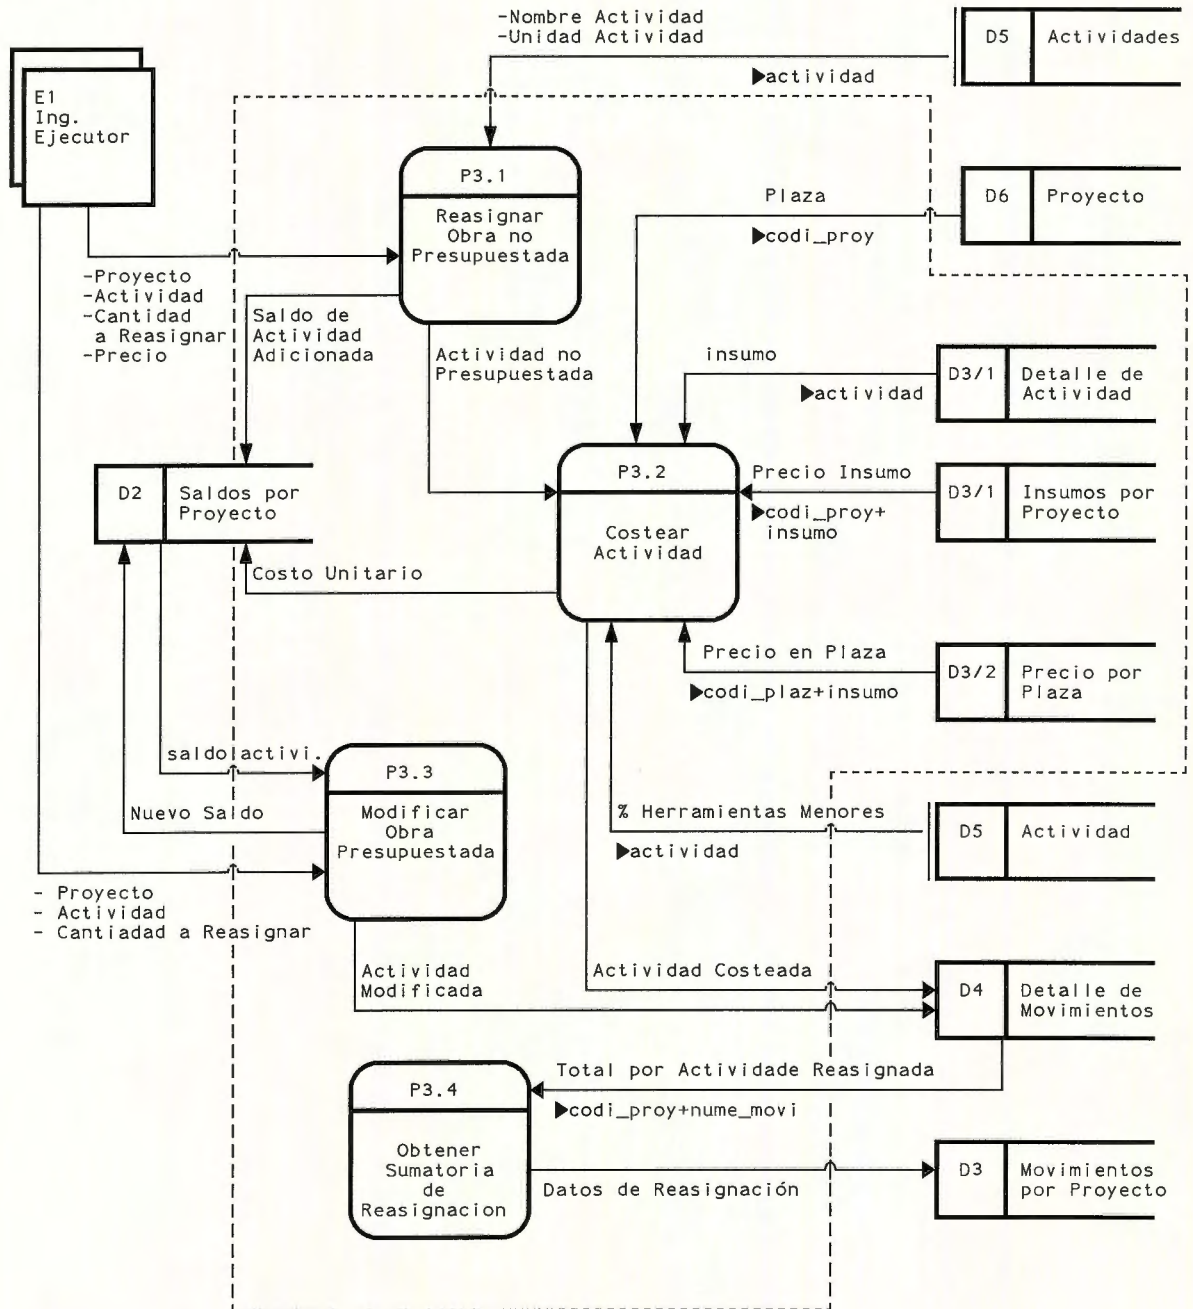 -Nombre Actividad
-Unidad Actividad
D5
Actividades
▶actividad
E1
Ing.
Ejecutor
P3.1
Reasignar
Obra no
Presupuestada
Plaza
D6
Proyecto
▶codi_proy
-Proyecto
-Actividad
-Cantidad
a Reasignar
-Precio
Saldo de
Actividad
Adicionada
Actividad no
Presupuestada
insumo
D3/1
Detalle de
Actividad
▶actividad
D2
Saldos por
Proyecto
P3.2
Costear
Actividad
Precio Insumo
▶codi_proy+
insumo
D3/1
Insumos por
Proyecto
Costo Unitario
Precio en Plaza
▶codi_plaz+insumo
D3/2
Precio por
Plaza
saldo activi.
P3.3
Modificar
Obra
Presupuestada
Nuevo Saldo
% Herramientas Menores
▶actividad
D5
Actividad
- Proyecto
- Actividad
- Cantiadad a Reasignar
Actividad
Modificada
Actividad Costeada
D4
Detalle de
Movimientos
Total por Actividade Reasignada
▶codi_proy+nume_movi
P3.4
Obtener
Sumatoria
de
Reasignacion
Datos de Reasignación
D3
Movimientos
por Proyecto